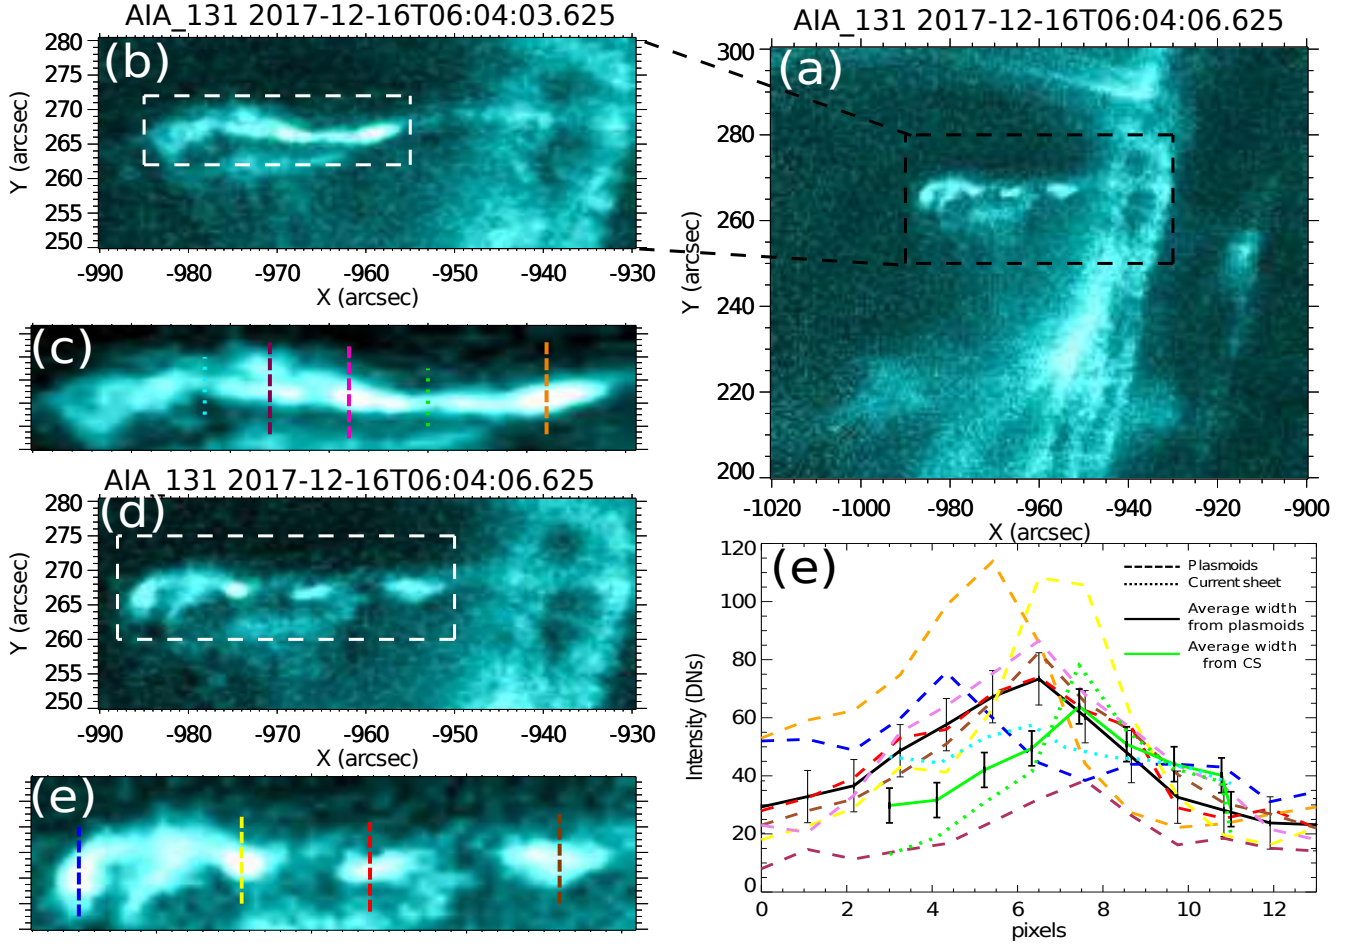 AIA_131 2017-12-16T06:04:03.625
(b)
280
275
270
265
260
255
250
Y (arcsec)
-990 -980 -970 -960 -950 -940 -930
X (arcsec)
AIA_131 2017-12-16T06:04:06.625
(a)
300
280
260
240
220
200
Y (arcsec)
-1020 -1000 -980 -960 -940 -920 -900
X (arcsec)
(c)
AIA_131 2017-12-16T06:04:06.625
(d)
280
275
270
265
260
255
250
Y (arcsec)
-990 -980 -970 -960 -950 -940 -930
X (arcsec)
(e)
(e)
Plasmoids
Current sheet
Average width
from plasmoids
Average width
from CS
120
100
80
60
40
20
0
Intensity (DNs)
0 2 4 6 8 10 12
pixels